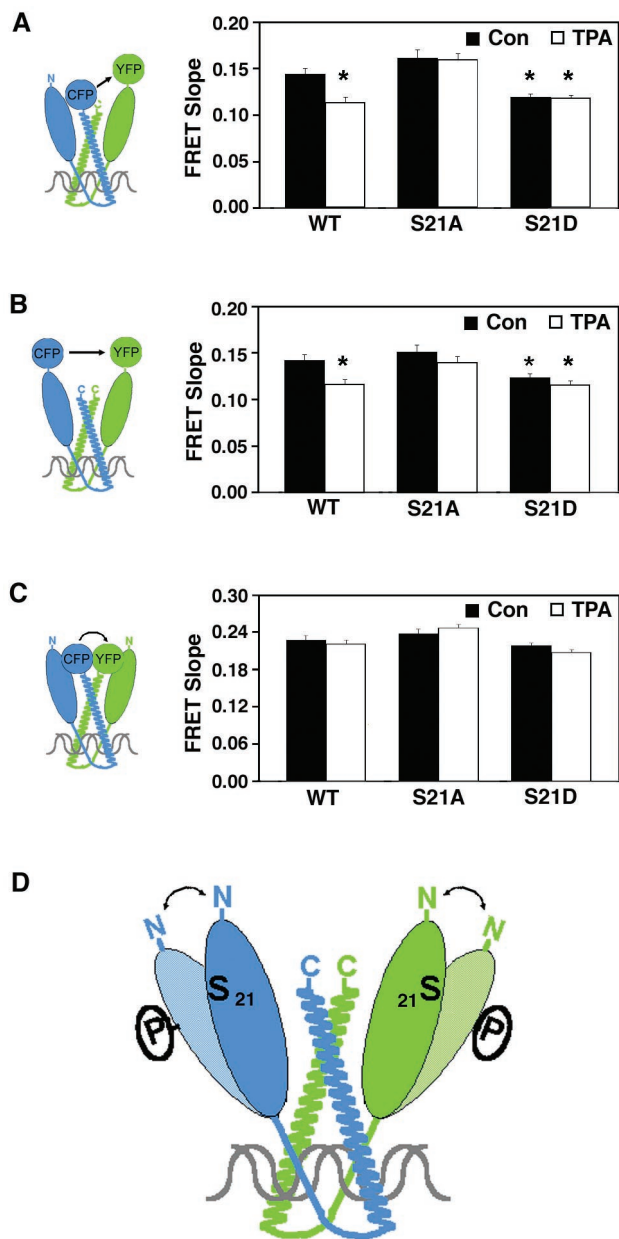 A
N
CFP
YFP
C
FRET Slope
0.20
0.15
0.10
0.05
0.00
Con TPA
*
* *
WT S21A S21D
B
CFP
YFP
C C
FRET Slope
0.20
0.15
0.10
0.05
0.00
Con TPA
*
* *
WT S21A S21D
C
N
N
CFP
YFP
FRET Slope
0.30
0.24
0.18
0.12
0.06
0.00
Con TPA
WT S21A S21D
D
N N N N
C C
S 21
21 S
P P